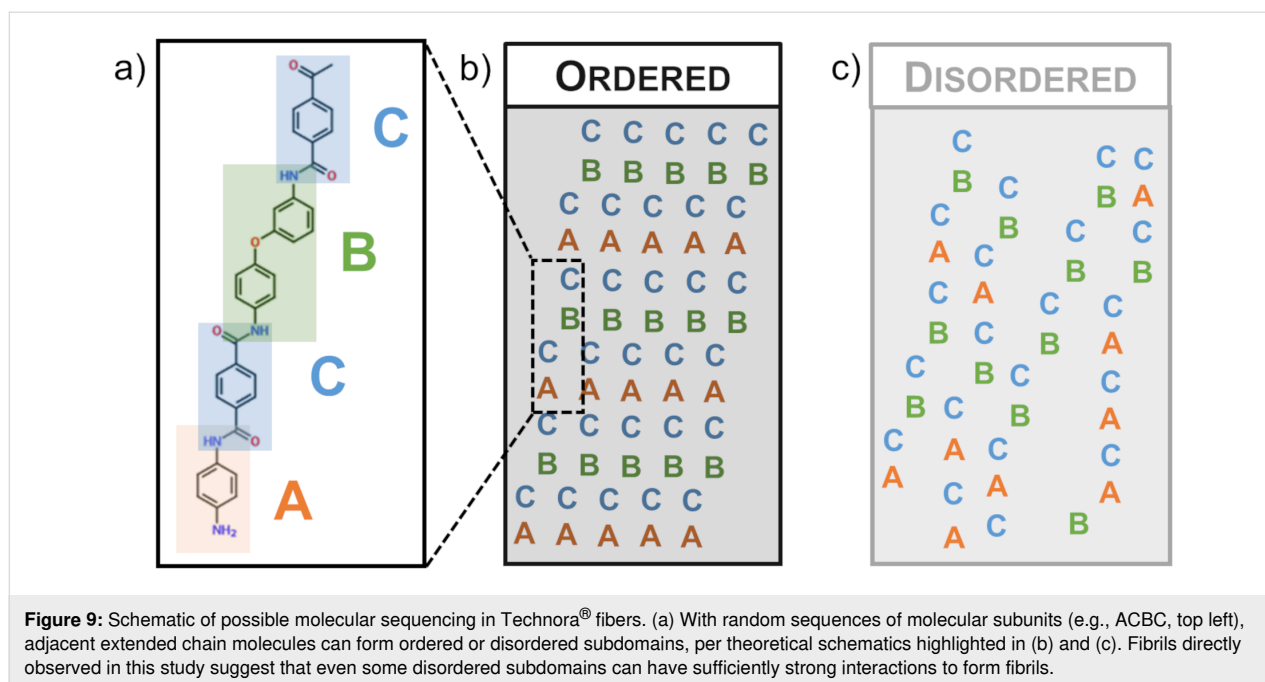 a)
O
C
HN
O
O
B
O
NH
C
HN
O
A
NH₂
b)
ORDERED
C C C C C
B B B B B
C C C C C
A A A A A
C C C C C
B B B B B
C C C C C
A A A A A
C C C C C
B B B B B
C C C C C
A A A A A
c)
DISORDERED
C
C C
B C B A
C B C C
A C B B
C A C C
B C B A
C B C C
B C B A
C A C C
A C A A
A C B
Figure 9: Schematic of possible molecular sequencing in Technora® fibers. (a) With random sequences of molecular subunits (e.g., ACBC, top left),
adjacent extended chain molecules can form ordered or disordered subdomains, per theoretical schematics highlighted in (b) and (c). Fibrils directly
observed in this study suggest that even some disordered subdomains can have sufficiently strong interactions to form fibrils.